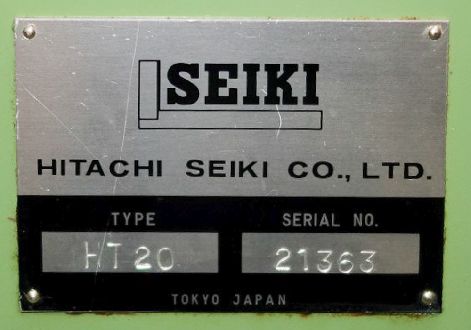 SEIKI
HITACHI SEIKI CO., LTD.
TYPE SERIAL NO.
HT20 21363
TOKYO JAPAN